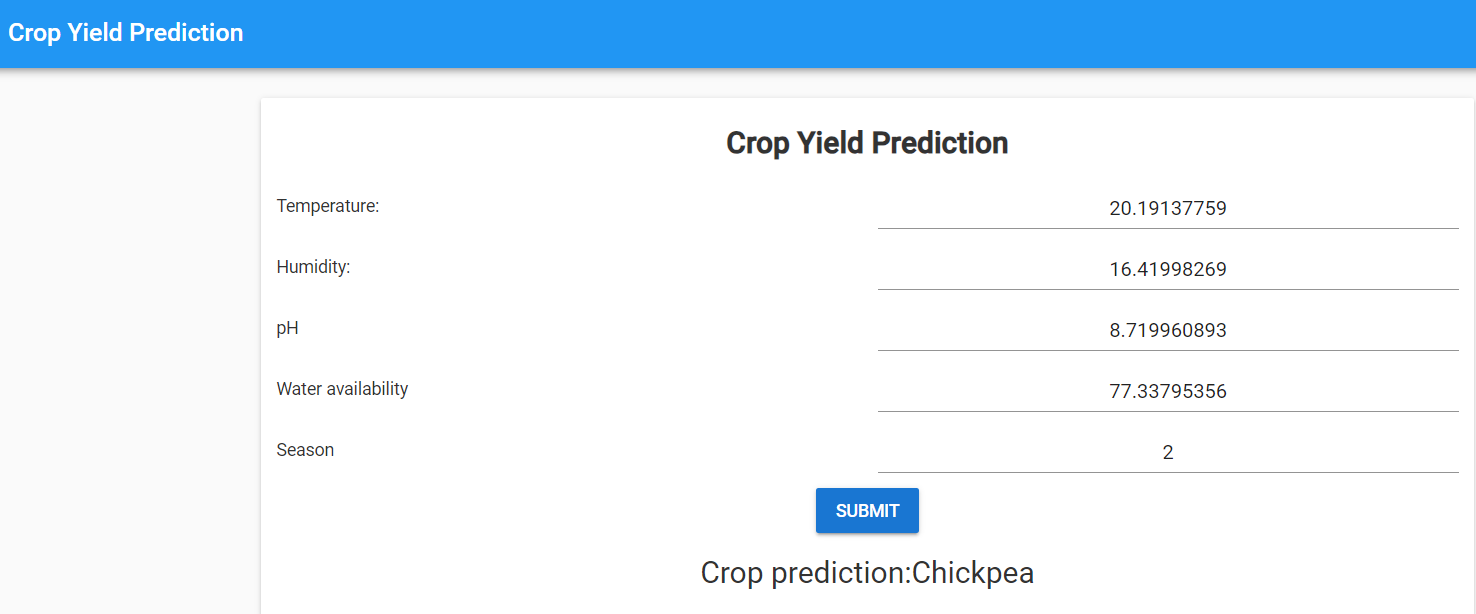 Crop Yield Prediction
Crop Yield Prediction
Temperature: 20.19137759
Humidity: 16.41998269
pH 8.719960893
Water availability 77.33795356
Season 2
SUBMIT
Crop prediction:Chickpea